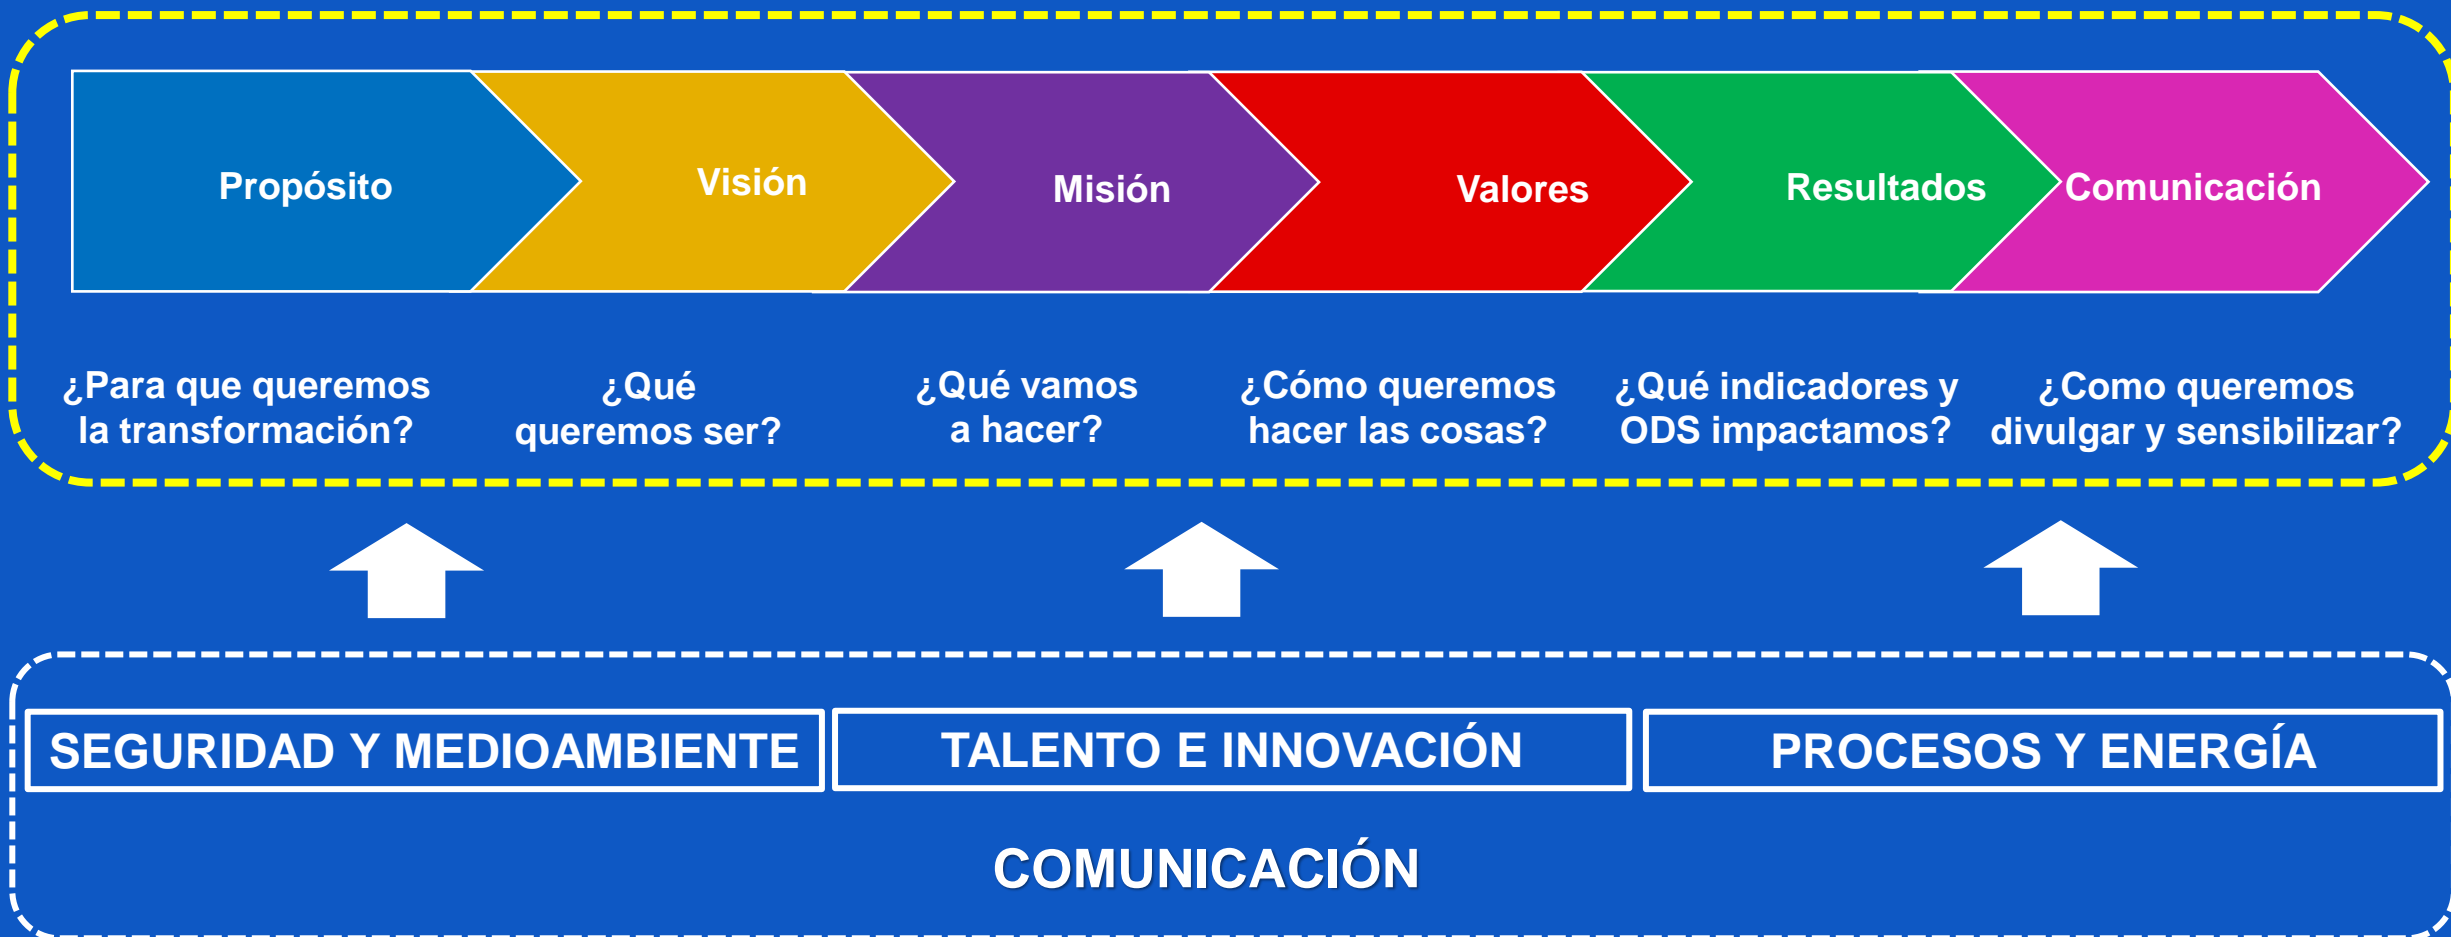 Propósito
Visión
Misión
Valores
Resultados
Comunicación
¿Para que queremos
la transformación?
¿Qué
queremos ser?
¿Qué vamos
a hacer?
¿Cómo queremos
hacer las cosas?
¿Qué indicadores y
ODS impactamos?
¿Como queremos
divulgar y sensibilizar?
SEGURIDAD Y MEDIOAMBIENTE
TALENTO E INNOVACIÓN
PROCESOS Y ENERGÍA
COMUNICACIÓN